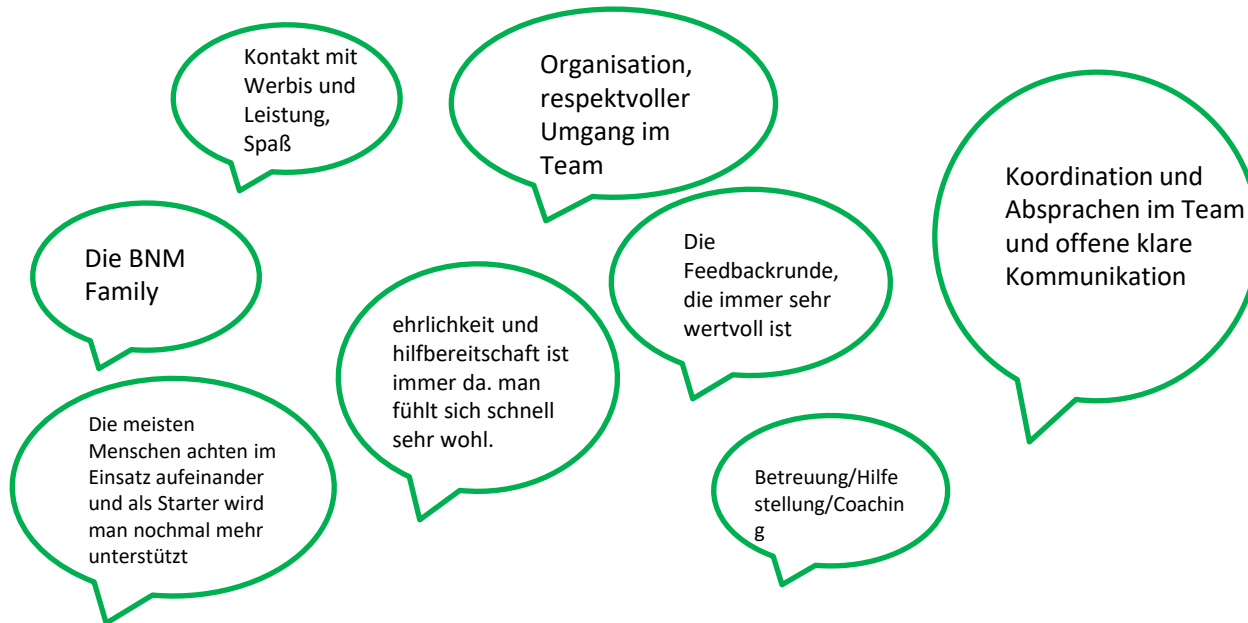 Kontakt mit
Werbis und
Leistung,
Spaß
Organisation,
respektvoller
Umgang im
Team
Koordination und
Absprachen im Team
und offene klare
Kommunikation
Die BNM
Family
Die
Feedbackrunde,
die immer sehr
wertvoll ist
ehrlichkeit und
hilfbereitschaft ist
immer da. man
fühlt sich schnell
sehr wohl.
Die meisten
Menschen achten im
Einsatz aufeinander
und als Starter wird
man nochmal mehr
unterstützt
Betreuung/Hilfe
stellung/Coachin
g